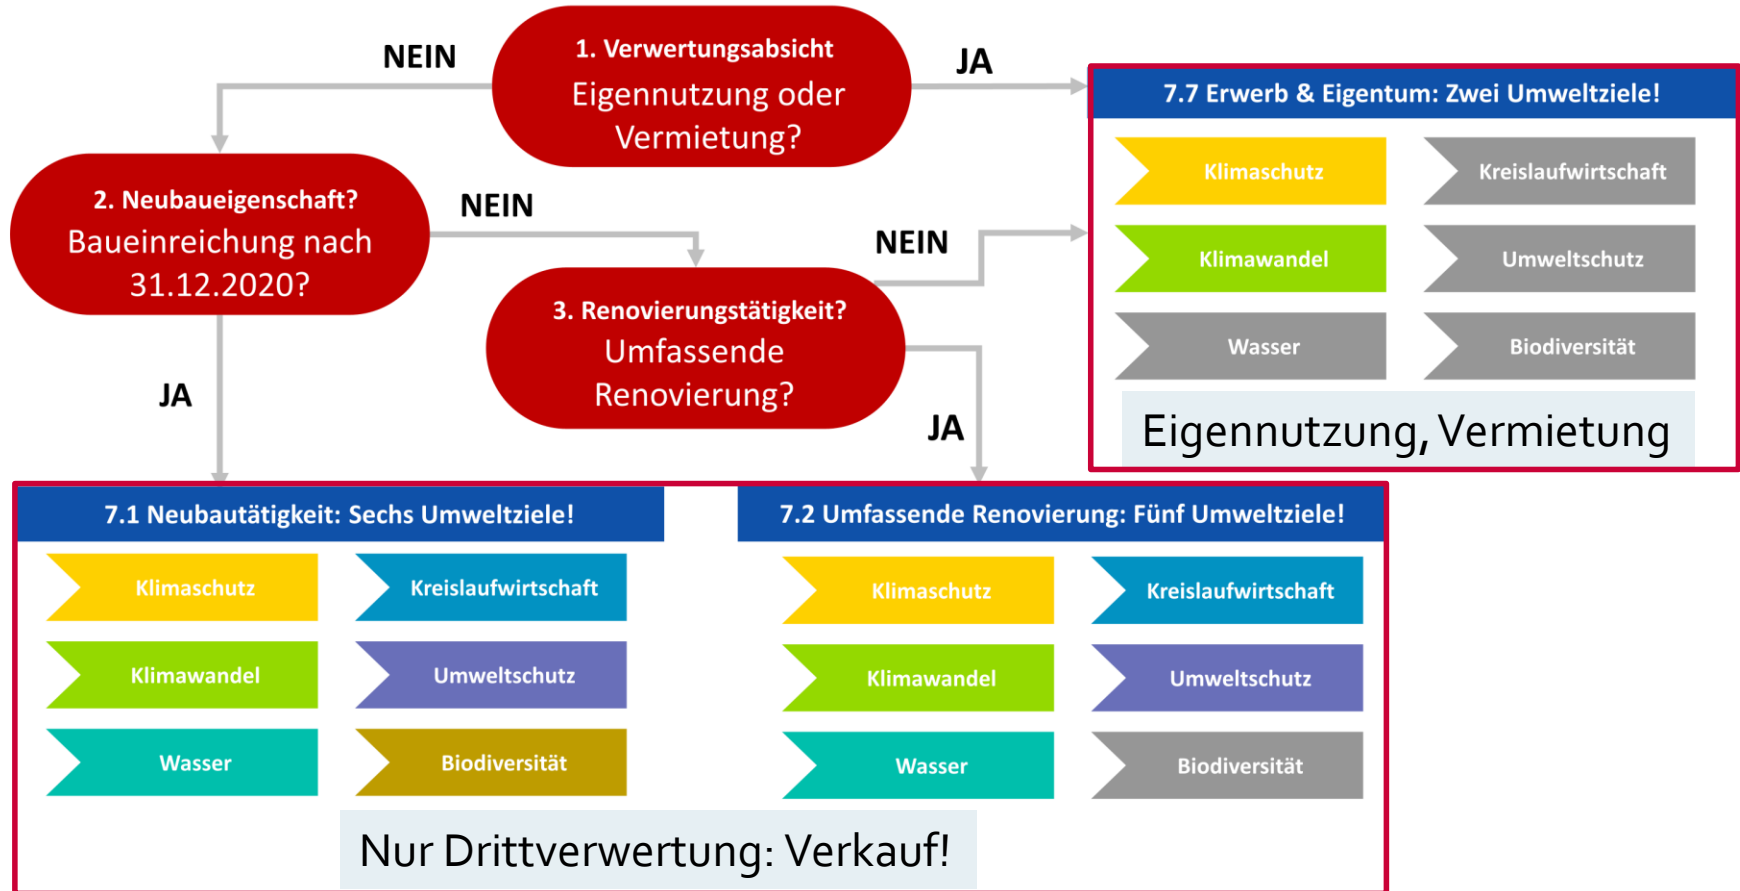 NEIN
1. Verwertungsabsicht
Eigennutzung oder
Vermietung?
JA
7.7 Erwerb & Eigentum: Zwei Umweltziele!
Klimaschutz
Kreislaufwirtschaft
Klimawandel
Umweltschutz
Wasser
Biodiversität
Eigennutzung, Vermietung
2. Neubaueigenschaft?
Baueinreichung nach
31.12.2020?
NEIN
NEIN
3. Renovierungstätigkeit?
Umfassende
Renovierung?
JA
JA
7.1 Neubautätigkeit: Sechs Umweltziele!
Klimaschutz
Kreislaufwirtschaft
Klimawandel
Umweltschutz
Wasser
Biodiversität
7.2 Umfassende Renovierung: Fünf Umweltziele!
Klimaschutz
Kreislaufwirtschaft
Klimawandel
Umweltschutz
Wasser
Biodiversität
Nur Drittverwertung: Verkauf!